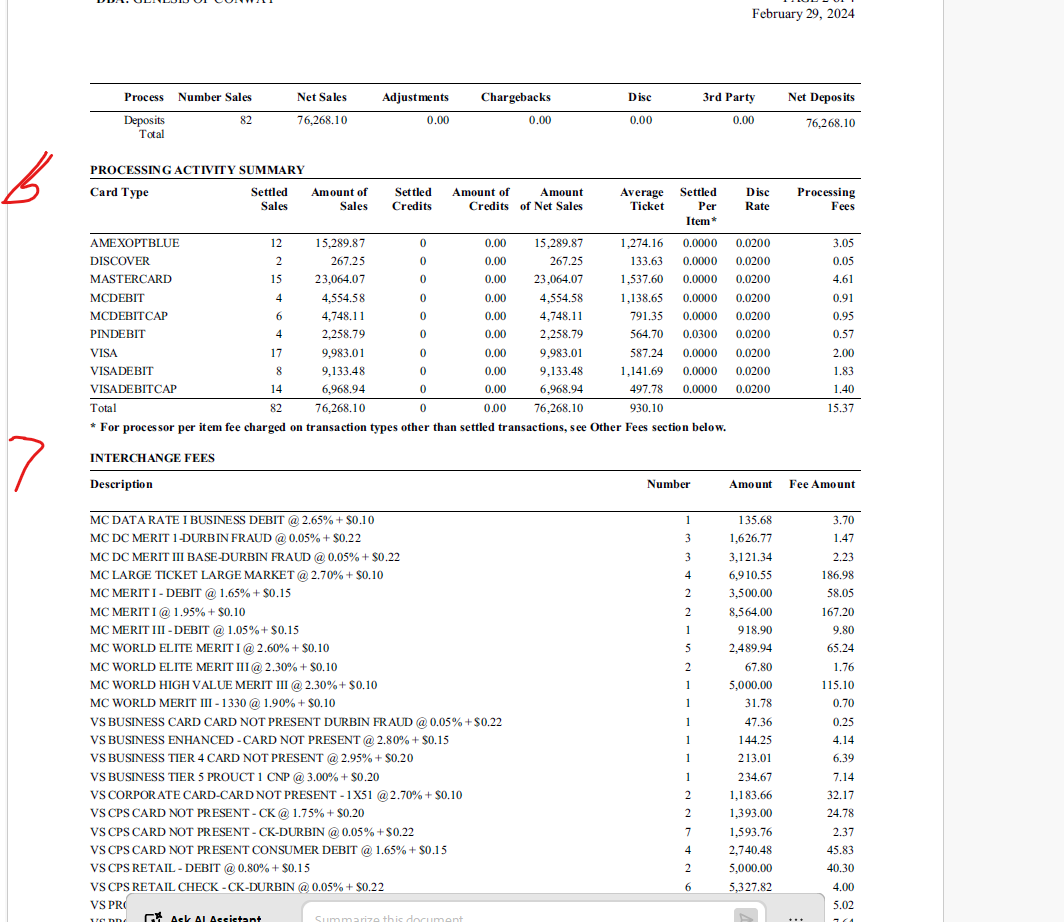 DBA: GENESIS OF CONWAY
PAGE 2 of 4
February 29, 2024
Process Number Sales Net Sales Adjustments Chargebacks Disc 3rd Party Net Deposits
Deposits 82 76,268.10 0.00 0.00 0.00 0.00 76,268.10
Total
6
PROCESSING ACTIVITY SUMMARY
Card Type Settled Amount of Settled Amount of Amount Average Settled Disc Processing
Sales Sales Credits Credits of Net Sales Ticket Per Rate Fees
Item*
AMEXOPTBLUE 12 15,289.87 0 0.00 15,289.87 1,274.16 0.0000 0.0200 3.05
DISCOVER 2 267.25 0 0.00 267.25 133.63 0.0000 0.0200 0.05
MASTERCARD 15 23,064.07 0 0.00 23,064.07 1,537.60 0.0000 0.0200 4.61
MCDEBIT 4 4,554.58 0 0.00 4,554.58 1,138.65 0.0000 0.0200 0.91
MCDEBITCAP 6 4,748.11 0 0.00 4,748.11 791.35 0.0000 0.0200 0.95
PINDEBIT 4 2,258.79 0 0.00 2,258.79 564.70 0.0300 0.0200 0.57
VISA 17 9,983.01 0 0.00 9,983.01 587.24 0.0000 0.0200 2.00
VISADEBIT 8 9,133.48 0 0.00 9,133.48 1,141.69 0.0000 0.0200 1.83
VISADEBITCAP 14 6,968.94 0 0.00 6,968.94 497.78 0.0000 0.0200 1.40
Total 82 76,268.10 0 0.00 76,268.10 930.10 15.37
* For processor per item fee charged on transaction types other than settled transactions, see Other Fees section below.
7
INTERCHANGE FEES
Description Number Amount Fee Amount
MC DATA RATE I BUSINESS DEBIT @ 2.65% + $0.10 1 135.68 3.70
MC DC MERIT 1-DURBIN FRAUD @ 0.05% + $0.22 3 1,626.77 1.47
MC DC MERIT III BASE-DURBIN FRAUD @ 0.05% + $0.22 3 3,121.34 2.23
MC LARGE TICKET LARGE MARKET @ 2.70% + $0.10 4 6,910.55 186.98
MC MERIT I - DEBIT @ 1.65% + $0.15 2 3,500.00 58.05
MC MERIT I @ 1.95% + $0.10 2 8,564.00 167.20
MC MERIT III - DEBIT @ 1.05% + $0.15 1 918.90 9.80
MC WORLD ELITE MERIT I @ 2.60% + $0.10 5 2,489.94 65.24
MC WORLD ELITE MERIT III @ 2.30% + $0.10 2 67.80 1.76
MC WORLD HIGH VALUE MERIT III @ 2.30% + $0.10 1 5,000.00 115.10
MC WORLD MERIT III - 1330 @ 1.90% + $0.10 1 31.78 0.70
VS BUSINESS CARD CARD NOT PRESENT DURBIN FRAUD @ 0.05% + $0.22 1 47.36 0.25
VS BUSINESS ENHANCED - CARD NOT PRESENT @ 2.80% + $0.15 1 144.25 4.14
VS BUSINESS TIER 4 CARD NOT PRESENT @ 2.95% + $0.20 1 213.01 6.39
VS BUSINESS TIER 5 PROUCT 1 CNP @ 3.00% + $0.20 1 234.67 7.14
VS CORPORATE CARD-CARD NOT PRESENT - 1X51 @ 2.70% + $0.10 2 1,183.66 32.17
VS CPS CARD NOT PRESENT - CK @ 1.75% + $0.20 2 1,393.00 24.78
VS CPS CARD NOT PRESENT - CK-DURBIN @ 0.05% + $0.22 7 1,593.76 2.37
VS CPS CARD NOT PRESENT CONSUMER DEBIT @ 1.65% + $0.15 4 2,740.48 45.83
VS CPS RETAIL - DEBIT @ 0.80% + $0.15 2 5,000.00 40.30
VS CPS RETAIL CHECK - CK-DURBIN @ 0.05% + $0.22 6 5,327.82 4.00
VS PRO 5.02
Ask AI Assistant Summarize this document